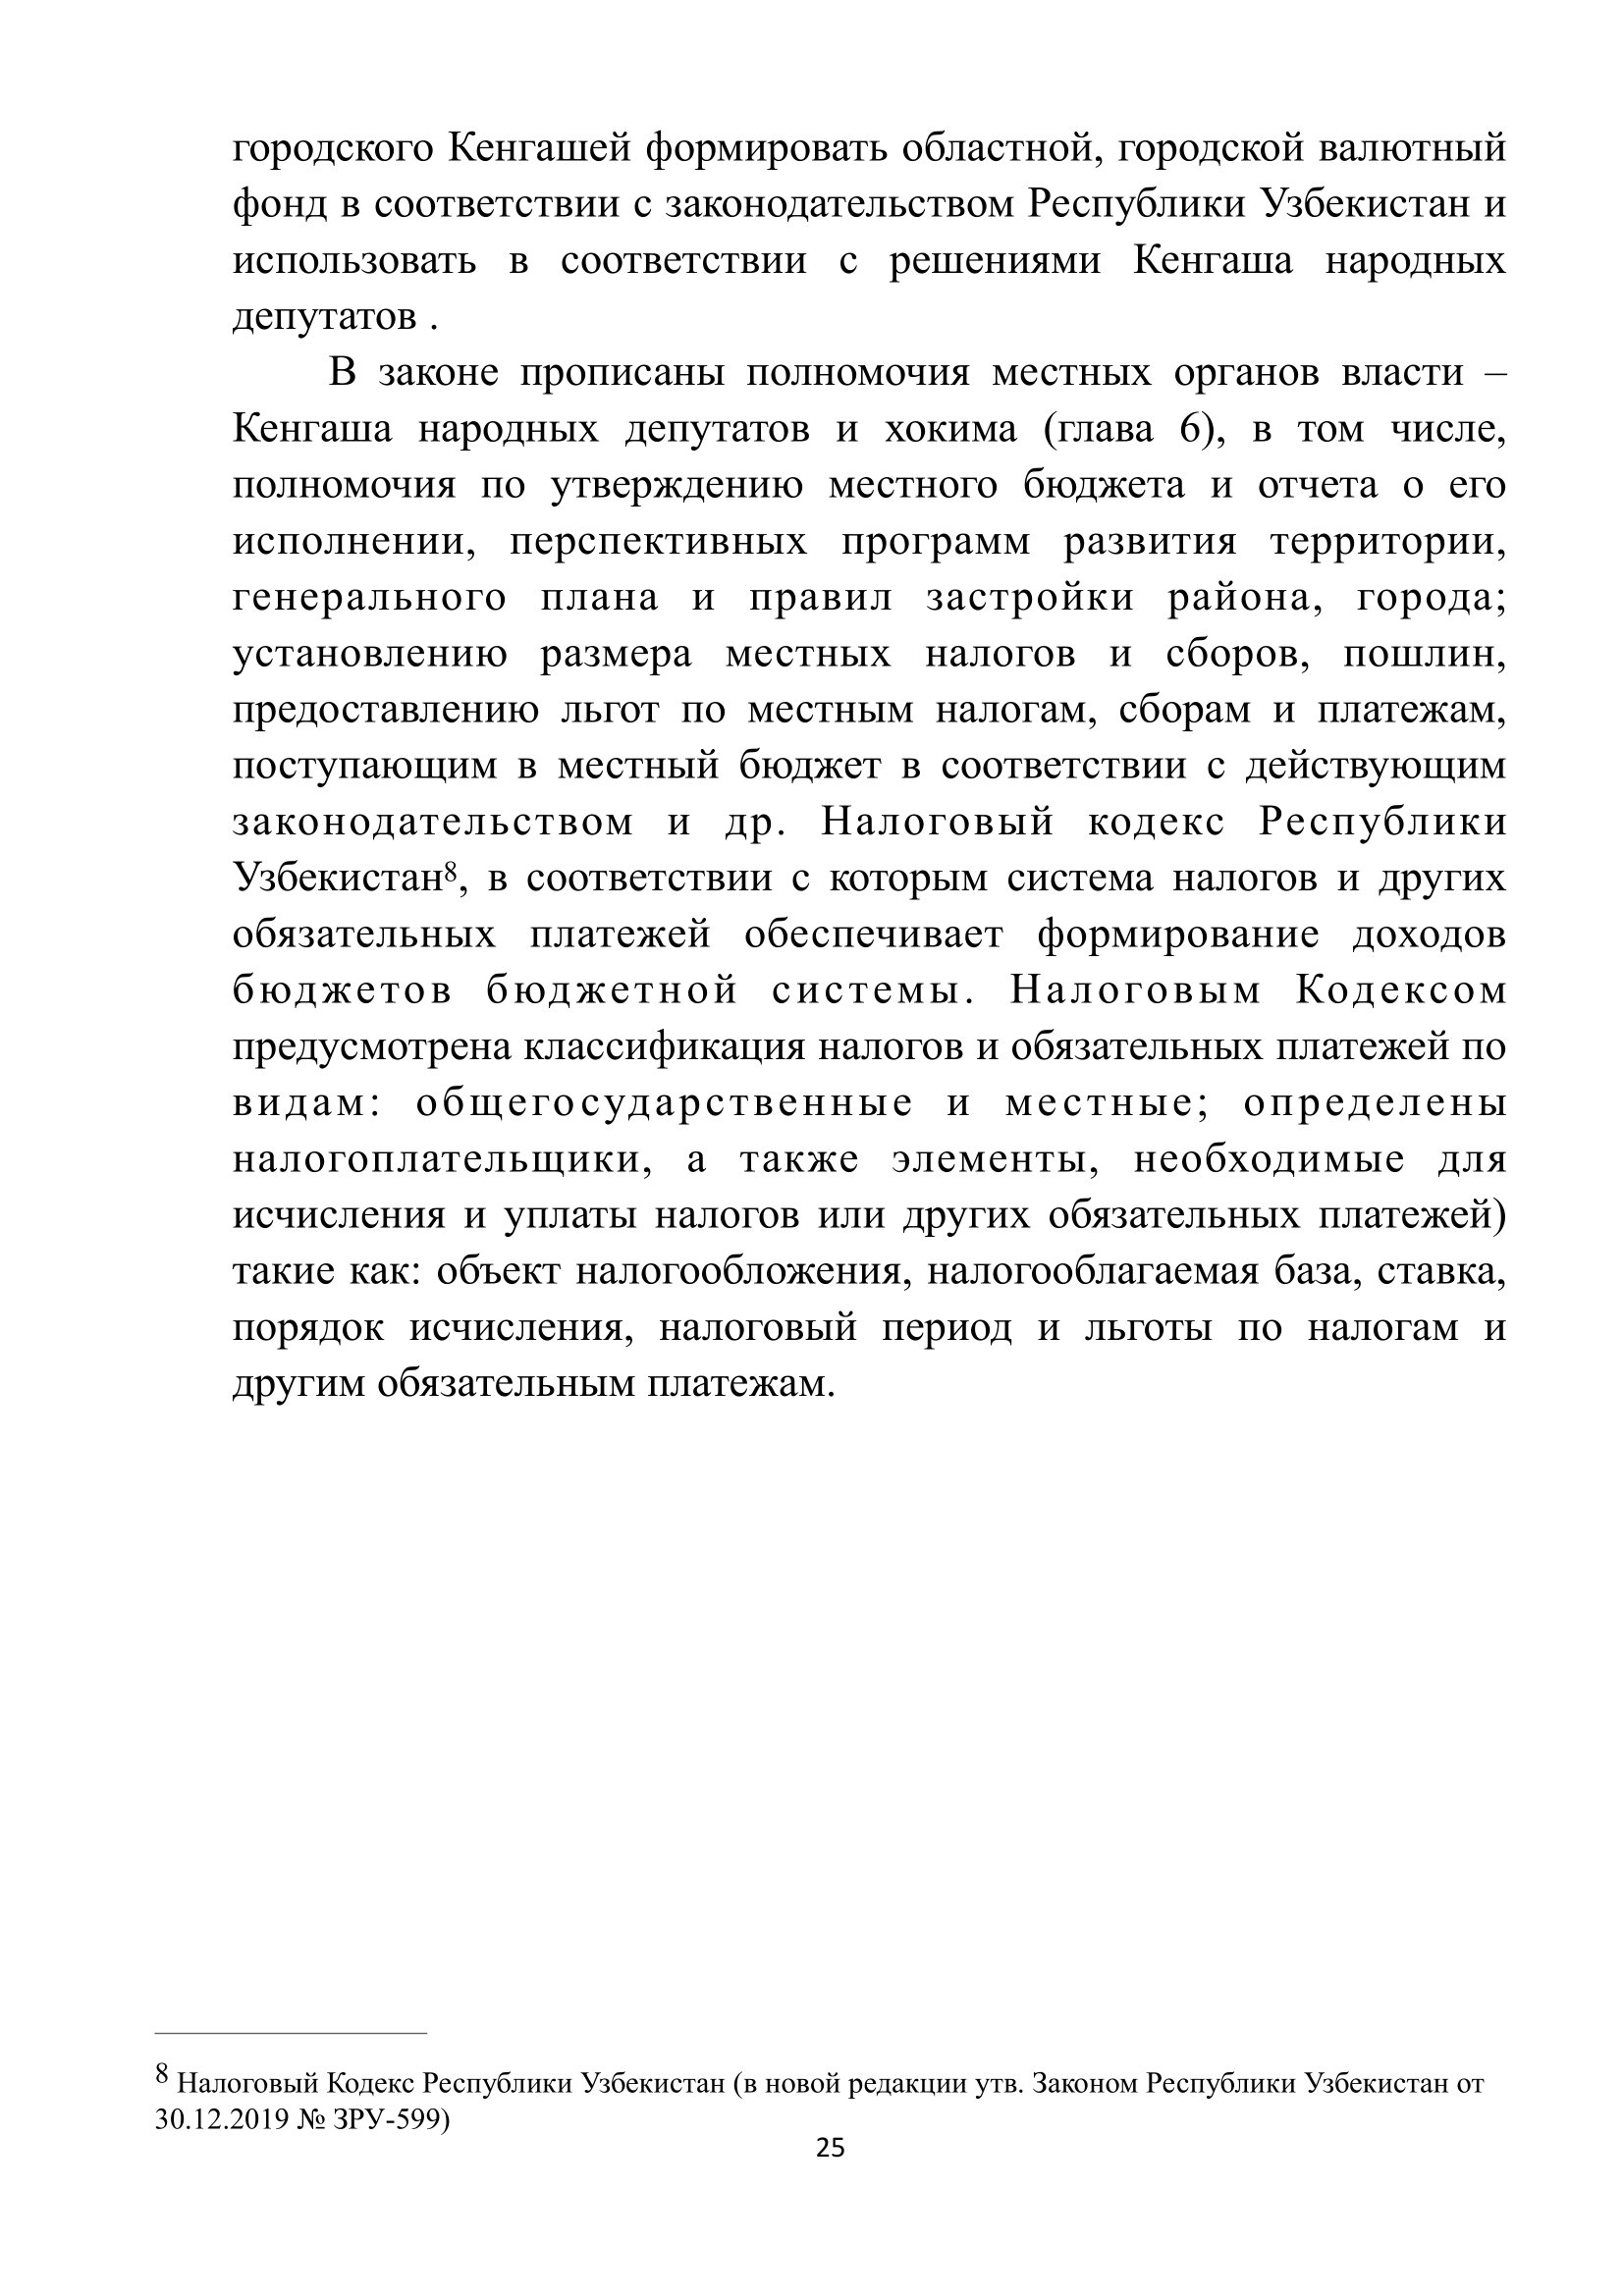 городского Кенгашей формировать областной, городской валютный
фонд в соответствии с законодательством Республики Узбекистан и
использовать в соответствии с решениями Кенгаша народных
депутатов .
В законе прописаны полномочия местных органов власти –
Кенгаша народных депутатов и хокима (глава 6), в том числе,
полномочия по утверждению местного бюджета и отчета о его
исполнении, перспективных программ развития территории,
генерального плана и правил застройки района, города;
установлению размера местных налогов и сборов, пошлин,
предоставлению льгот по местным налогам, сборам и платежам,
поступающим в местный бюджет в соответствии с действующим
законодательством и др. Налоговый кодекс Республики
Узбекистан8, в соответствии с которым система налогов и других
обязательных платежей обеспечивает формирование доходов
бюджетов бюджетной системы. Налоговым Кодексом
предусмотрена классификация налогов и обязательных платежей по
видам: общегосударственные и местные; определены
налогоплательщики, а также элементы, необходимые для
исчисления и уплаты налогов или других обязательных платежей)
такие как: объект налогообложения, налогооблагаемая база, ставка,
порядок исчисления, налоговый период и льготы по налогам и
другим обязательным платежам.
8 Налоговый Кодекс Республики Узбекистан (в новой редакции утв. Законом Республики Узбекистан от
30.12.2019 № ЗРУ-599)
25